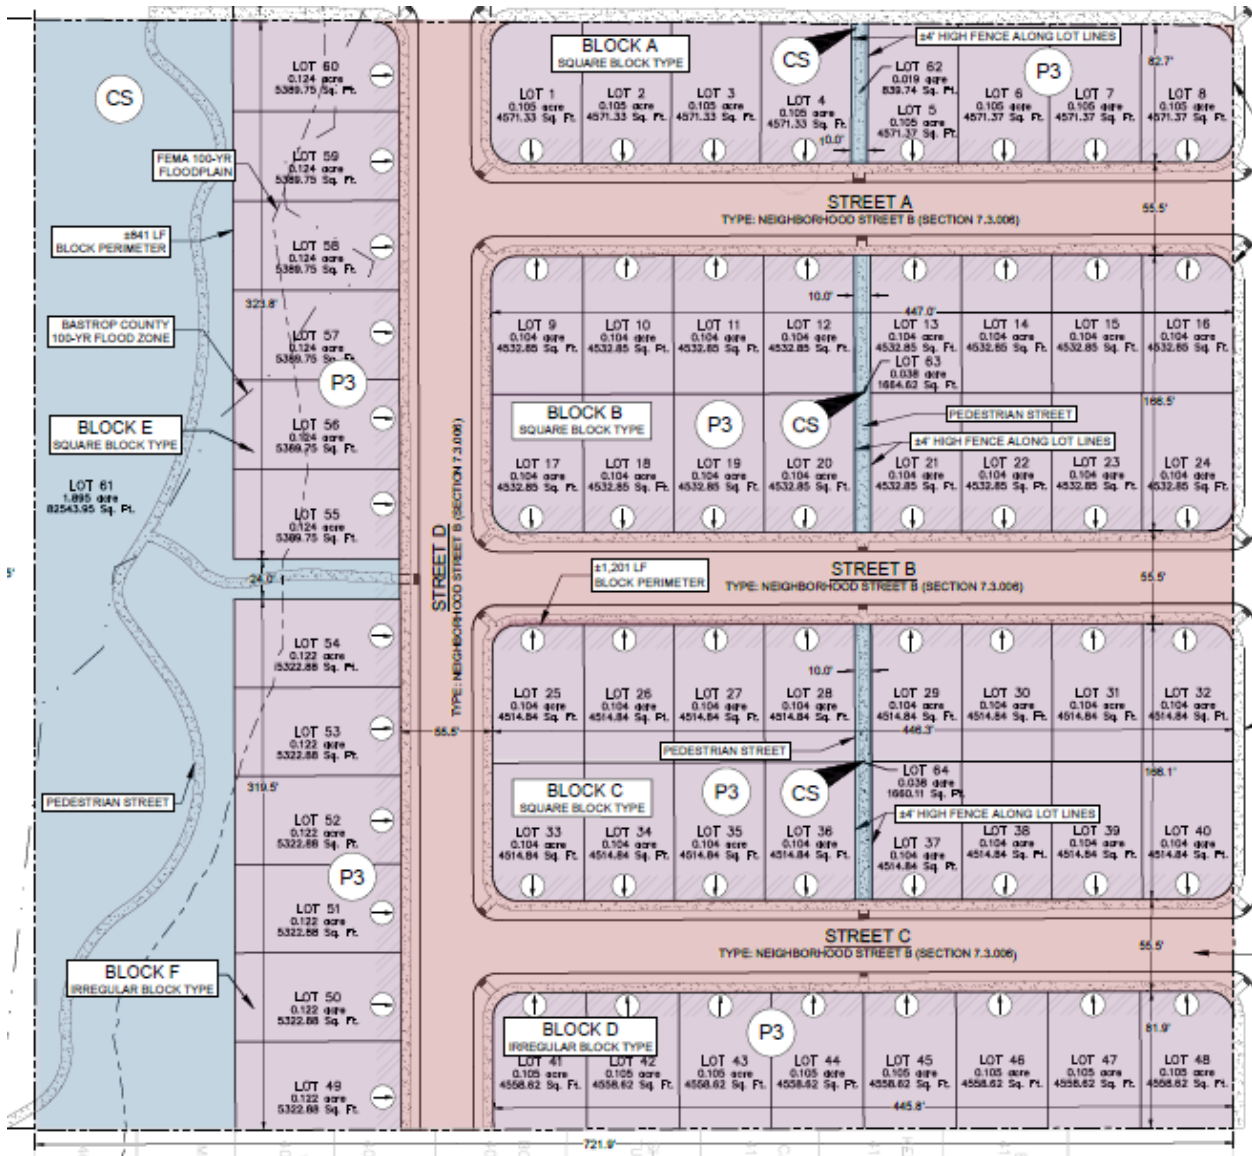 BLOCK A
SQUARE BLOCK TYPE
CS
±4' HIGH FENCE ALONG LOT LINES
P3
82.7'
LOT 60
0.124 acre
5389.75 Sq. Ft.
LOT 1
0.105 acre
4571.33 Sq. Ft.
LOT 2
0.105 acre
4571.33 Sq. Ft.
LOT 3
0.105 acre
4571.33 Sq. Ft.
LOT 4
0.105 acre
4571.33 Sq. Ft.
LOT 62
0.019 acre
839.74 Sq. Ft.
LOT 5
0.105 acre
4571.37 Sq. Ft.
LOT 6
0.105 acre
4571.37 Sq. Ft.
LOT 7
0.105 acre
4571.37 Sq. Ft.
LOT 8
0.105 acre
4571.37 Sq. Ft.
10.0'
CS
FEMA 100-YR
FLOODPLAIN
LOT 59
0.124 acre
5389.75 Sq. Ft.
STREET A
TYPE: NEIGHBORHOOD STREET B (SECTION 7.3.006)
55.5'
±841 LF
BLOCK PERIMETER
LOT 58
0.124 acre
5389.75 Sq. Ft.
323.8'
10.0'
447.0'
BASTROP COUNTY
100-YR FLOOD ZONE
LOT 57
0.124 acre
5389.75 Sq. Ft.
P3
LOT 9
0.104 acre
4532.85 Sq. Ft.
LOT 10
0.104 acre
4532.85 Sq. Ft.
LOT 11
0.104 acre
4532.85 Sq. Ft.
LOT 12
0.104 acre
4532.85 Sq. Ft.
LOT 13
0.104 acre
4532.85 Sq. Ft.
LOT 14
0.104 acre
4532.85 Sq. Ft.
LOT 15
0.104 acre
4532.85 Sq. Ft.
LOT 16
0.104 acre
4532.85 Sq. Ft.
LOT 63
0.038 acre
1664.62 Sq. Ft.
166.5'
BLOCK E
SQUARE BLOCK TYPE
LOT 56
0.124 acre
5389.75 Sq. Ft.
BLOCK B
SQUARE BLOCK TYPE
P3
CS
PEDESTRIAN STREET
±4' HIGH FENCE ALONG LOT LINES
LOT 17
0.104 acre
4532.85 Sq. Ft.
LOT 18
0.104 acre
4532.85 Sq. Ft.
LOT 19
0.104 acre
4532.85 Sq. Ft.
LOT 20
0.104 acre
4532.85 Sq. Ft.
LOT 21
0.104 acre
4532.85 Sq. Ft.
LOT 22
0.104 acre
4532.85 Sq. Ft.
LOT 23
0.104 acre
4532.85 Sq. Ft.
LOT 24
0.104 acre
4532.85 Sq. Ft.
LOT 61
1.895 acre
82543.95 Sq. Ft.
LOT 55
0.124 acre
5389.75 Sq. Ft.
STREET D
TYPE: NEIGHBORHOOD STREET B (SECTION 7.3.006)
24.0'
±1,201 LF
BLOCK PERIMETER
STREET B
TYPE: NEIGHBORHOOD STREET B (SECTION 7.3.006)
55.5'
LOT 54
0.122 acre
5322.88 Sq. Ft.
10.0'
LOT 25
0.104 acre
4514.84 Sq. Ft.
LOT 26
0.104 acre
4514.84 Sq. Ft.
LOT 27
0.104 acre
4514.84 Sq. Ft.
LOT 28
0.104 acre
4514.84 Sq. Ft.
LOT 29
0.104 acre
4514.84 Sq. Ft.
LOT 30
0.104 acre
4514.84 Sq. Ft.
LOT 31
0.104 acre
4514.84 Sq. Ft.
LOT 32
0.104 acre
4514.84 Sq. Ft.
446.3'
LOT 53
0.122 acre
5322.88 Sq. Ft.
55.5'
PEDESTRIAN STREET
PEDESTRIAN STREET
319.5'
BLOCK C
SQUARE BLOCK TYPE
P3
CS
LOT 64
0.038 acre
1660.11 Sq. Ft.
166.1'
±4' HIGH FENCE ALONG LOT LINES
LOT 52
0.122 acre
5322.88 Sq. Ft.
P3
LOT 33
0.104 acre
4514.84 Sq. Ft.
LOT 34
0.104 acre
4514.84 Sq. Ft.
LOT 35
0.104 acre
4514.84 Sq. Ft.
LOT 36
0.104 acre
4514.84 Sq. Ft.
LOT 37
0.104 acre
4514.84 Sq. Ft.
LOT 38
0.104 acre
4514.84 Sq. Ft.
LOT 39
0.104 acre
4514.84 Sq. Ft.
LOT 40
0.104 acre
4514.84 Sq. Ft.
LOT 51
0.122 acre
5322.88 Sq. Ft.
STREET C
TYPE: NEIGHBORHOOD STREET B (SECTION 7.3.006)
55.5'
BLOCK F
IRREGULAR BLOCK TYPE
LOT 50
0.122 acre
5322.88 Sq. Ft.
BLOCK D
IRREGULAR BLOCK TYPE
P3
81.9'
LOT 41
0.105 acre
4558.62 Sq. Ft.
LOT 42
0.105 acre
4558.62 Sq. Ft.
LOT 43
0.105 acre
4558.62 Sq. Ft.
LOT 44
0.105 acre
4558.62 Sq. Ft.
LOT 45
0.105 acre
4558.62 Sq. Ft.
LOT 46
0.105 acre
4558.62 Sq. Ft.
LOT 47
0.105 acre
4558.62 Sq. Ft.
LOT 48
0.105 acre
4558.62 Sq. Ft.
LOT 49
0.122 acre
5322.88 Sq. Ft.
445.8'
721.9'